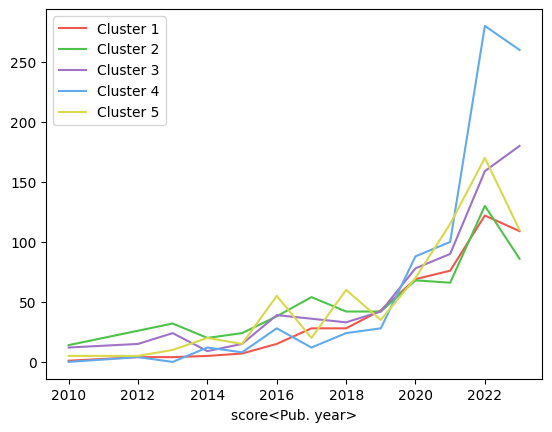 Cluster 1
Cluster 2
Cluster 3
Cluster 4
Cluster 5
250
200
150
100
50
0
2010 2012 2014 2016 2018 2020 2022
score<Pub. year>